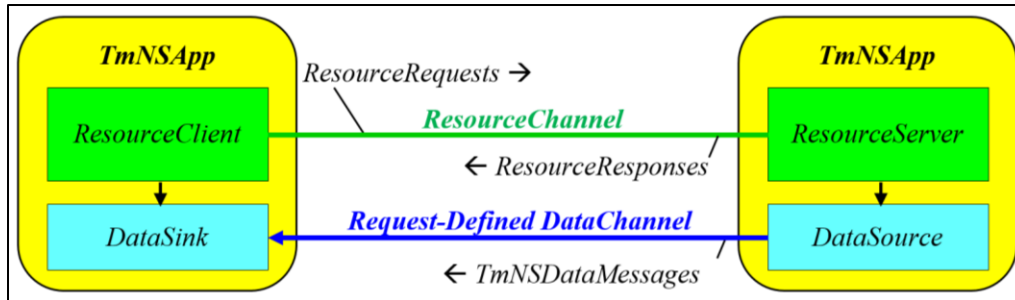 TmNSApp
TmNSApp
ResourceRequests →
ResourceClient
ResourceChannel
ResourceServer
← ResourceResponses
Request-Defined DataChannel
DataSink
DataSource
← TmNSDataMessages